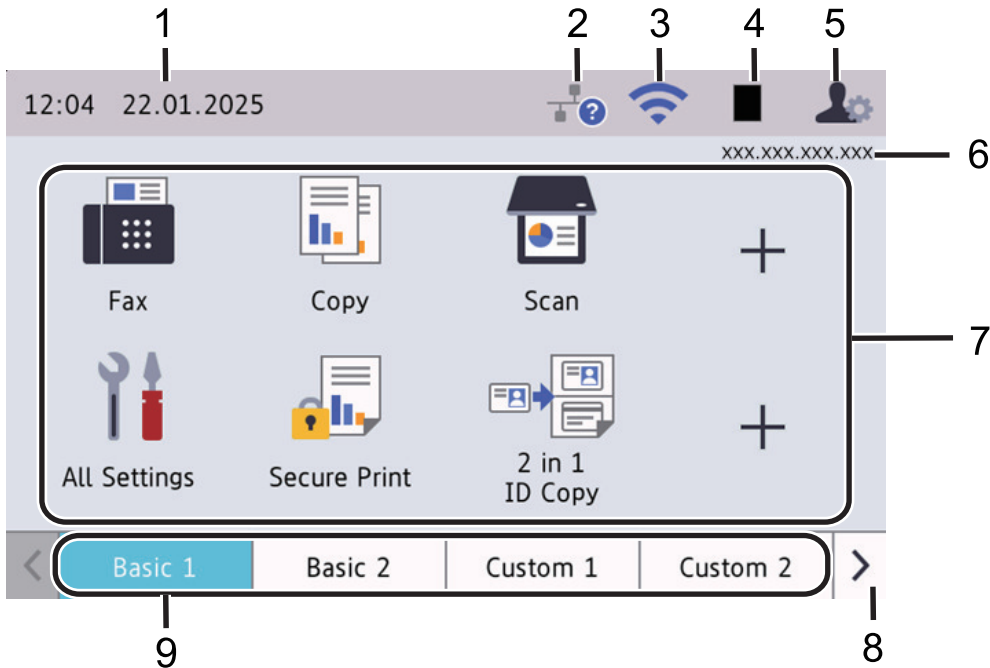 1 2 3 4 5
12:04 22.01.2025 ?
xxx.xxx.xxx.xxx 6
Fax Copy Scan
7
All Settings Secure Print 2 in 1
ID Copy
Basic 1 Basic 2 Custom 1 Custom 2
9 8